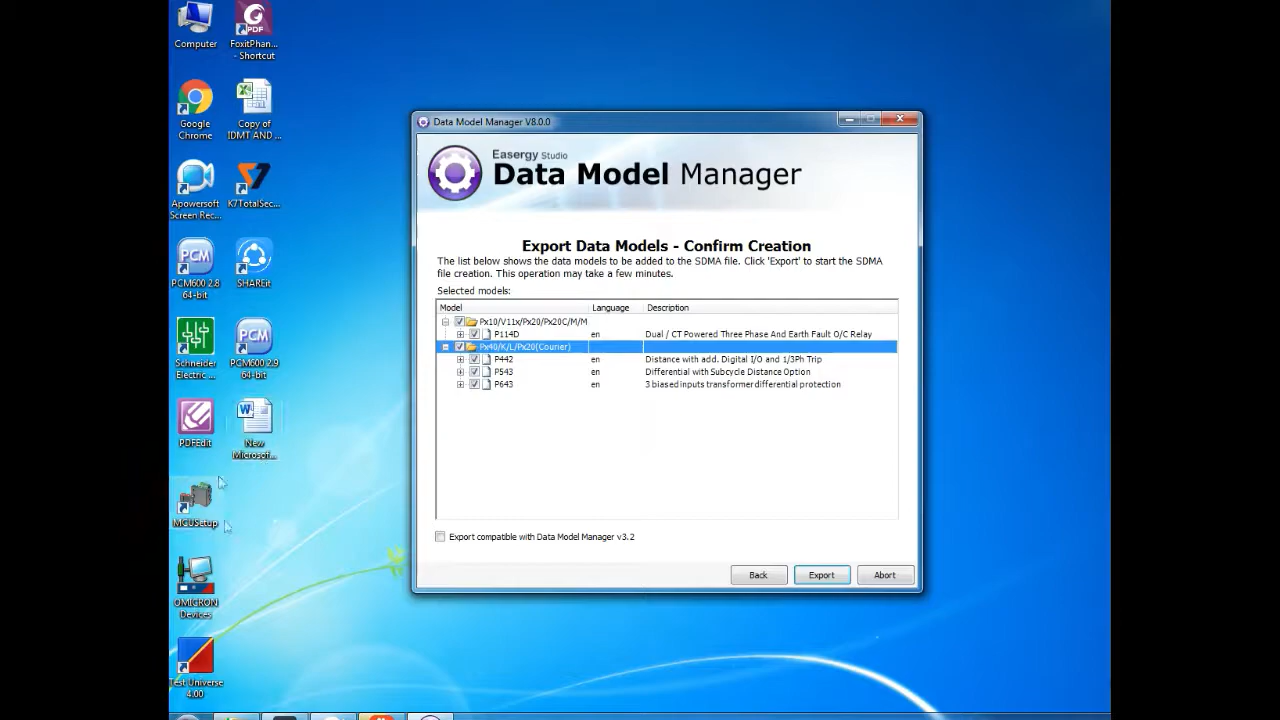 Computer
FoxitPhan...
- Shortcut
Google
Chrome
Copy of
IDMT AND ...
Apowersoft
Screen Rec...
K7TotalSec...
PCM600 2.8
64-bit
SHAREit
Schneider
Electric ...
PCM600 2.9
64-bit
PDFEdit
New
Microsof...
MGUSetup
OMICRON
Devices
Test Universe
4.00
Data Model Manager V8.0.0
Easergy Studio
Data Model Manager
Export Data Models - Confirm Creation
The list below shows the data models to be added to the SDMA file. Click 'Export' to start the SDMA
file creation. This operation may take a few minutes.
Selected models:
Model Language Description
Px10/V11x/Px20/Px20C/M/M
P114D en Dual / CT Powered Three Phase And Earth Fault O/C Relay
Px40/K/L/Px20(Courier)
P442 en Distance with add. Digital I/O and 1/3Ph Trip
P543 en Differential with Subcycle Distance Option
P643 en 3 biased inputs transformer differential protection
Export compatible with Data Model Manager v3.2
Back Export Abort